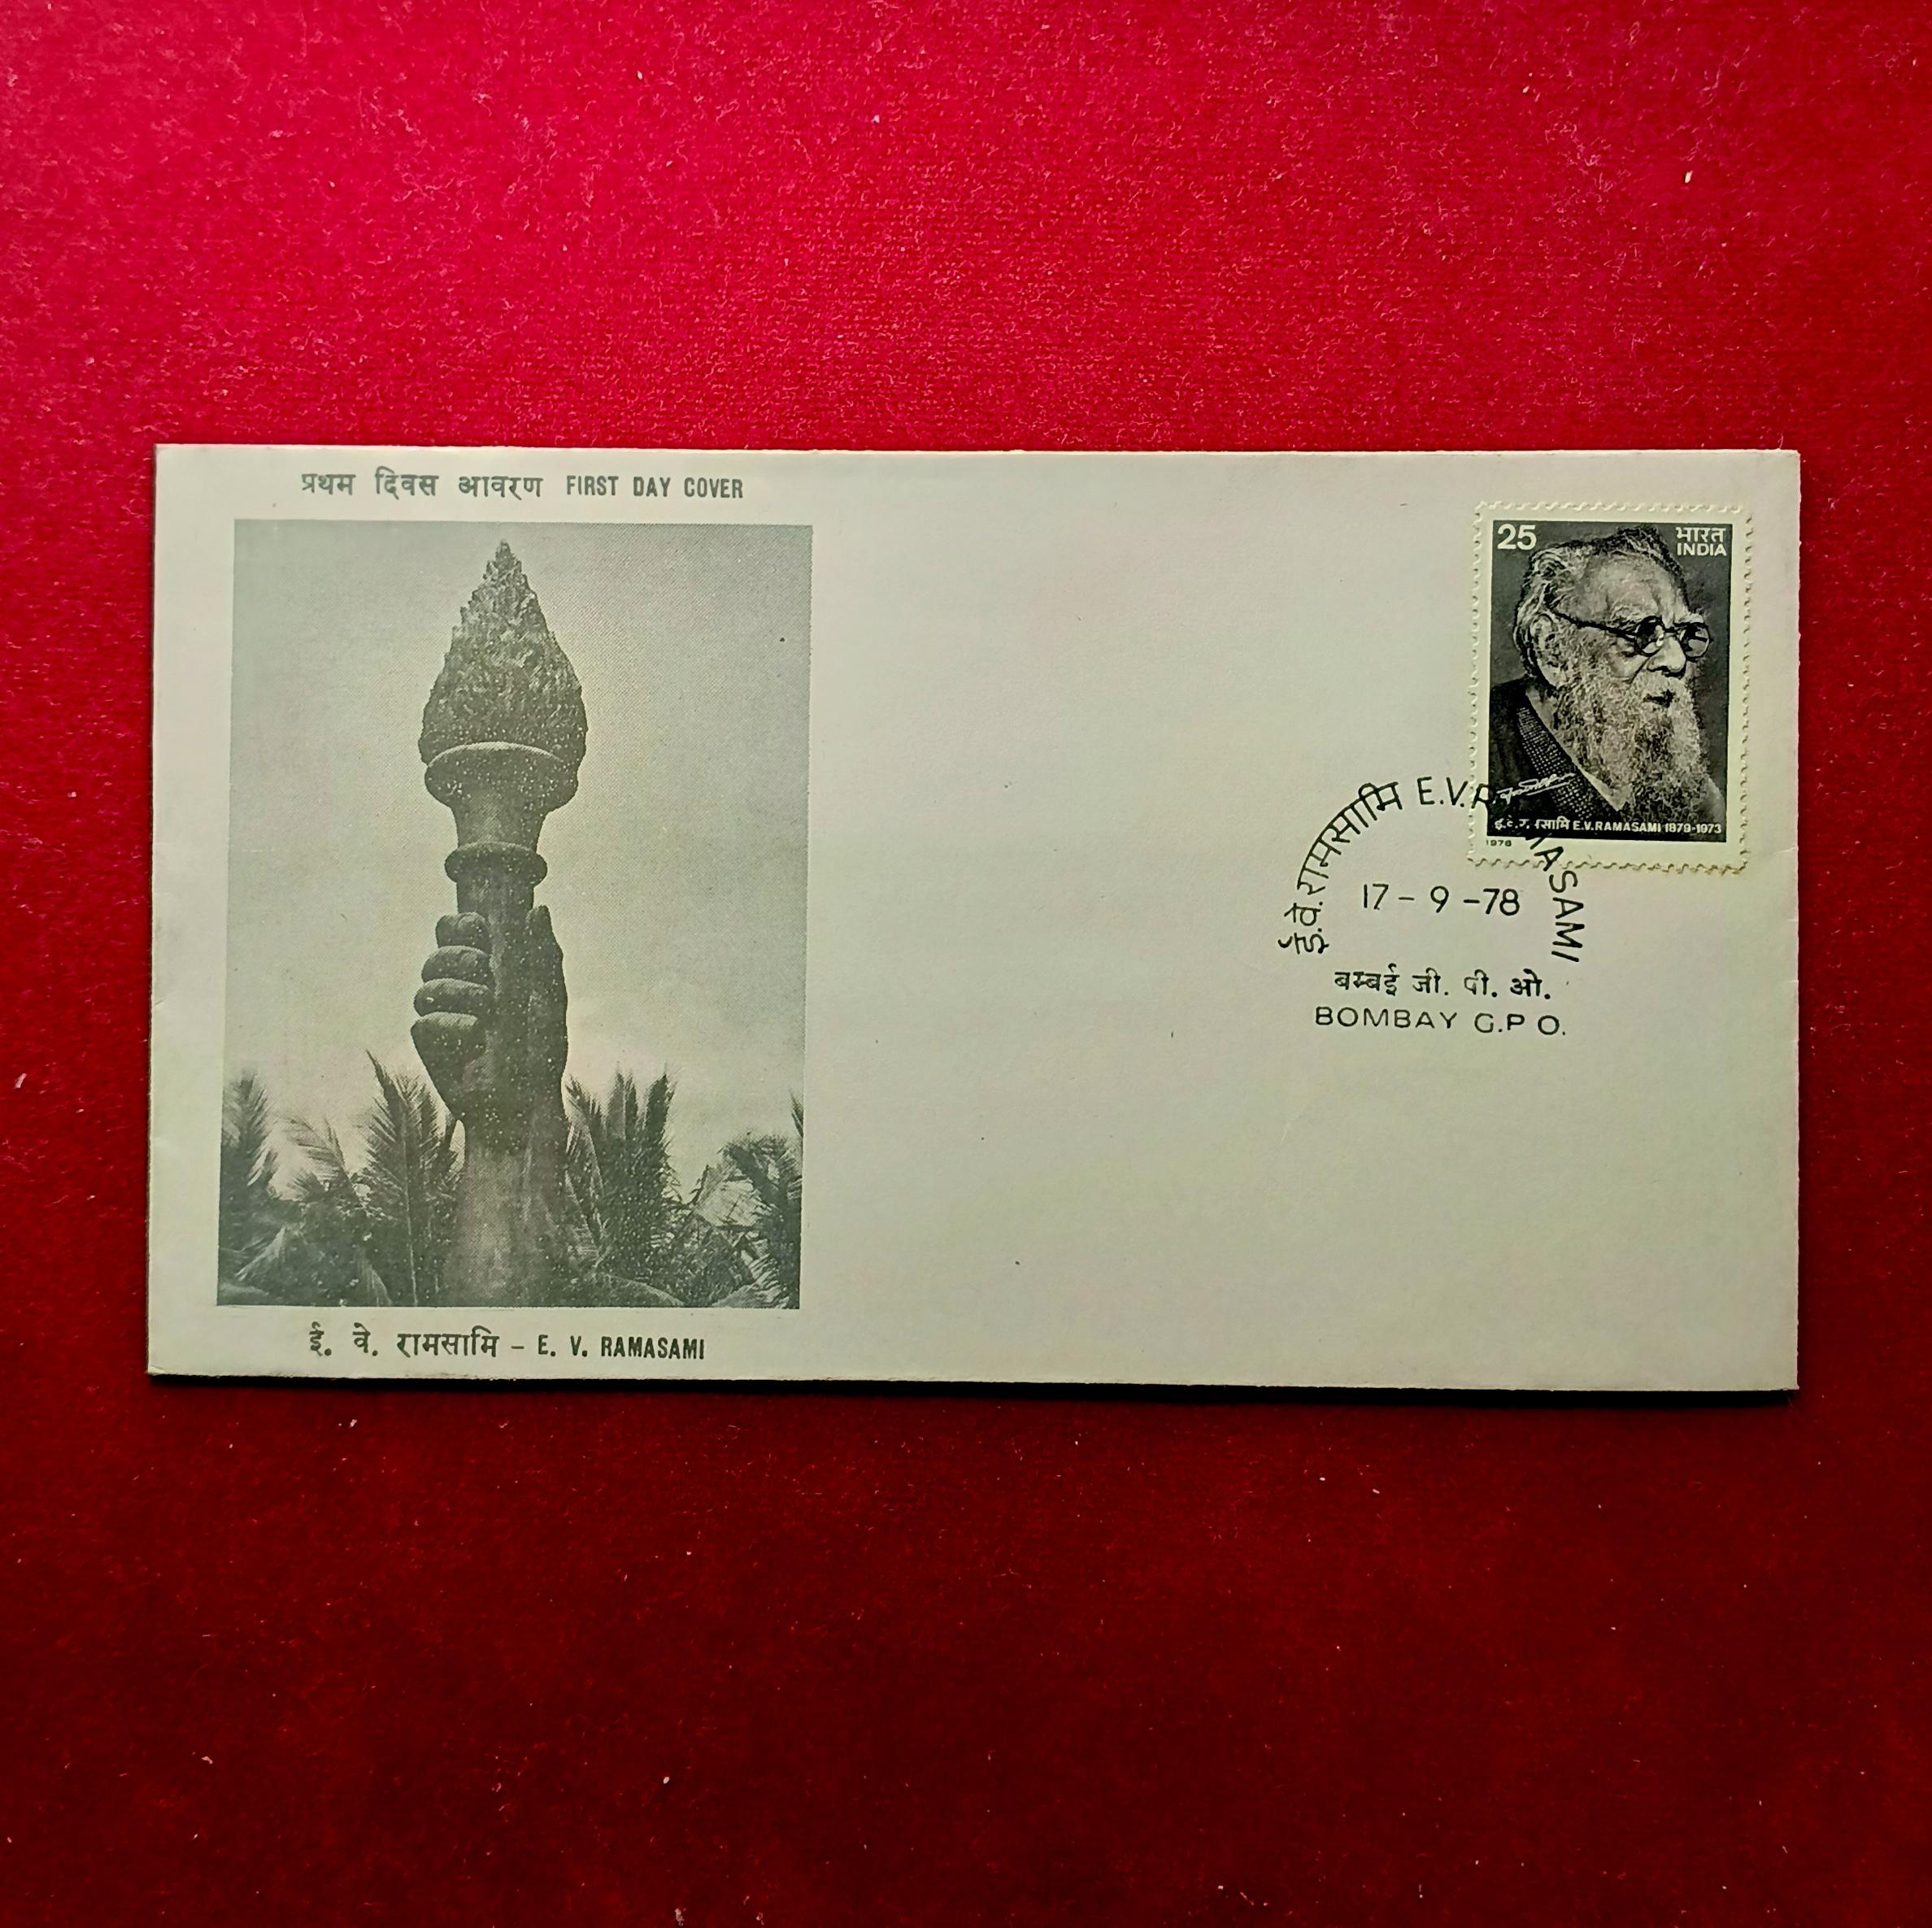 प्रथम दिवस आवरण FIRST DAY COVER
ई. वे. रामसामि – E. V. RAMASAMI
25
भारत
INDIA
ई.वे. रामसामि E.V.RAMASAMI 1879-1973
1978
ई.वे. रामसामि E.V.RAMASAMI
17-9-78
बम्बई जी. पी. ओ.
BOMBAY G.P O.